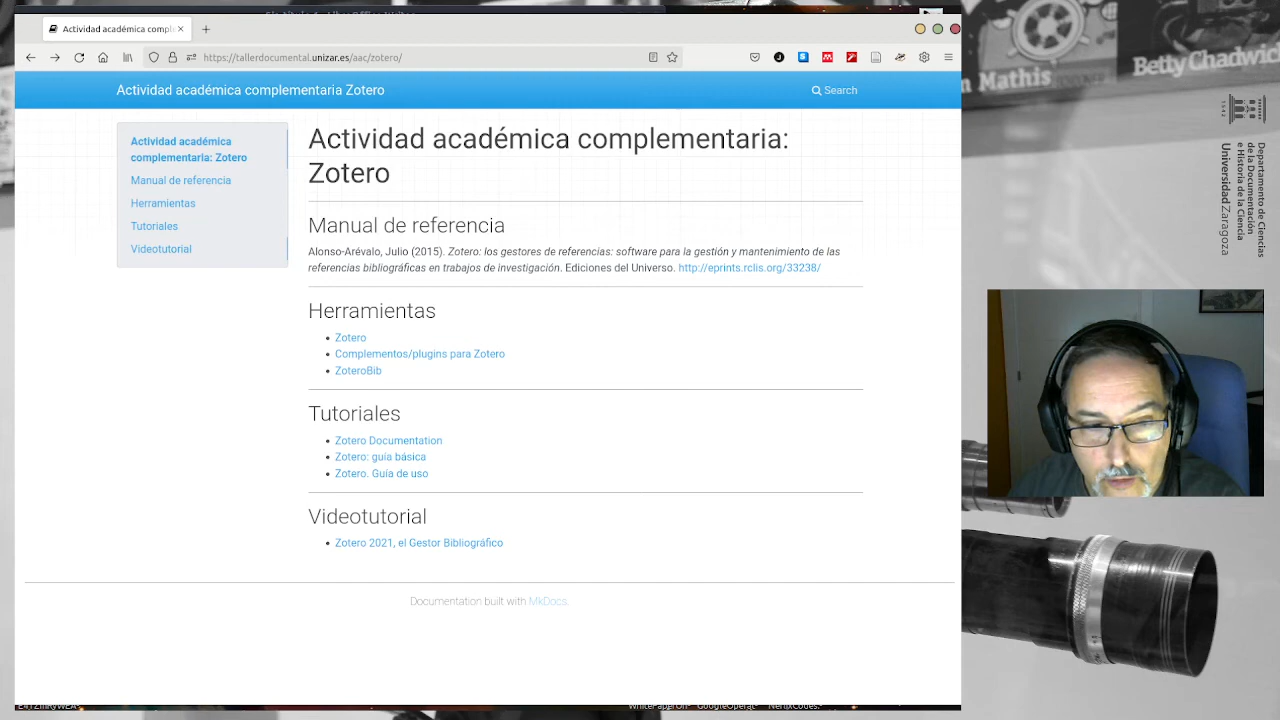 Actividad académica compl
https://tallerdocumental.unizar.es/aac/zotero/
Actividad académica complementaria Zotero
Search
Actividad académica
complementaria: Zotero
Manual de referencia
Herramientas
Tutoriales
Videotutorial
Actividad académica complementaria:
Zotero
Manual de referencia
Alonso-Arévalo, Julio (2015). Zotero: los gestores de referencias: software para la gestión y mantenimiento de las
referencias bibliográficas en trabajos de investigación. Ediciones del Universo. http://eprints.rclis.org/33238/
Herramientas
Zotero
Complementos/plugins para Zotero
ZoteroBib
Tutoriales
Zotero Documentation
Zotero: guía básica
Zotero. Guía de uso
Videotutorial
Zotero 2021, el Gestor Bibliográfico
Documentation built with MkDocs.
Mathis
Betty Chadwic
1542
Departamento de Ciencias
de la Documentación
e Historia de la Ciencia
Universidad Zaragoza